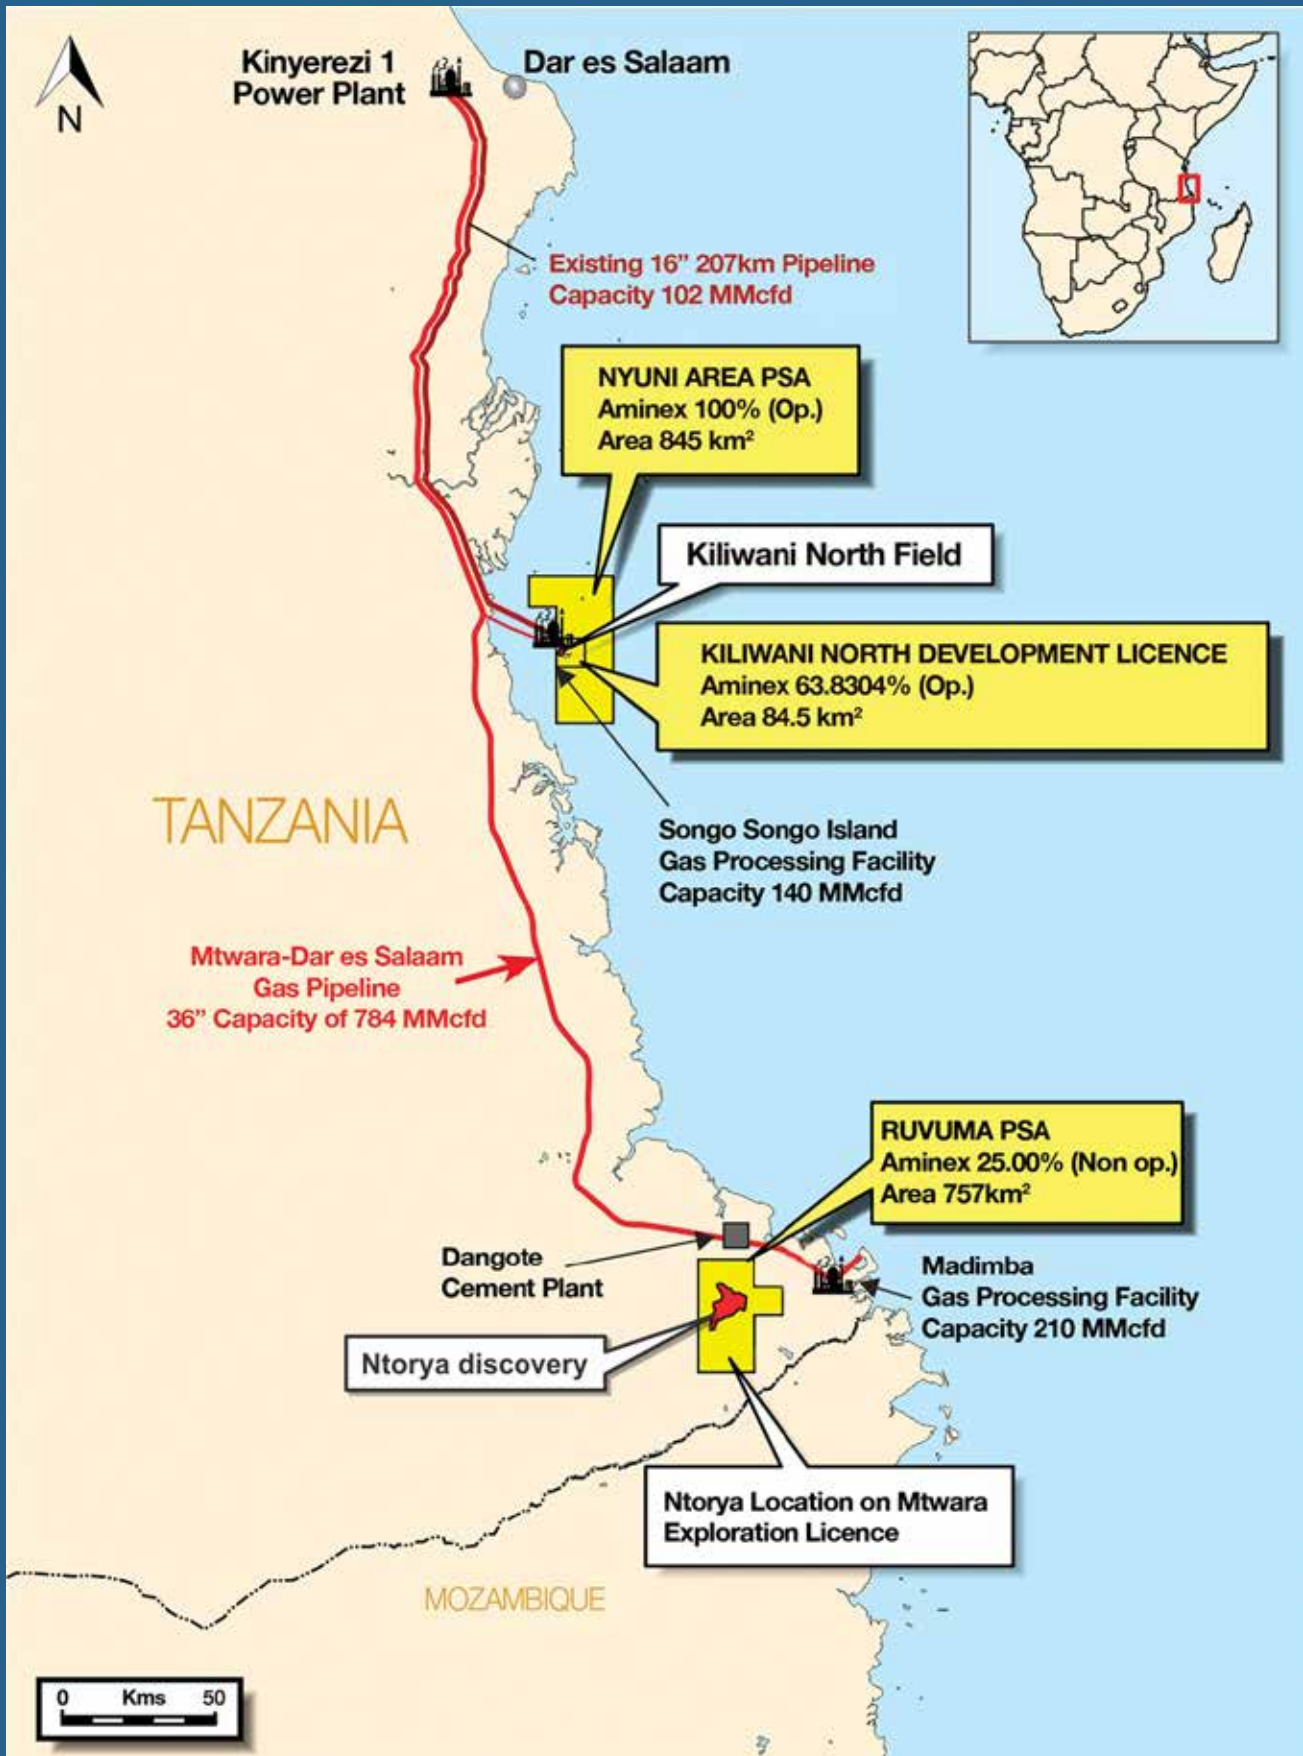 Kinyerezi 1
Power Plant
Dar es Salaam
N
Existing 16” 207km Pipeline
Capacity 102 MMcfd
NYUNI AREA PSA
Aminex 100% (Op.)
Area 845 km²
Kiliwani North Field
KILIWANI NORTH DEVELOPMENT LICENCE
Aminex 63.8304% (Op.)
Area 84.5 km²
TANZANIA
Songo Songo Island
Gas Processing Facility
Capacity 140 MMcfd
Mtwara-Dar es Salaam
Gas Pipeline
36” Capacity of 784 MMcfd
RUVUMA PSA
Aminex 25.00% (Non op.)
Area 757km²
Dangote
Cement Plant
Madimba
Gas Processing Facility
Capacity 210 MMcfd
Ntorya discovery
Ntorya Location on Mtwara
Exploration Licence
MOZAMBIQUE
0 Kms 50